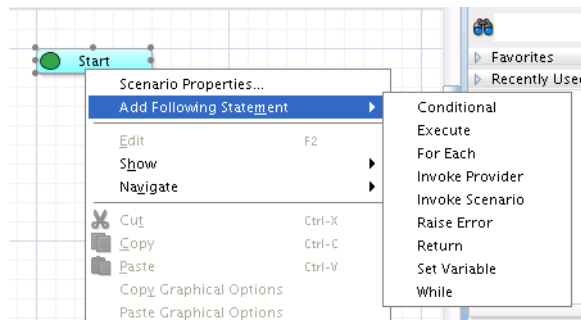 Start
Favorites
Recently Used
Scenario Properties...
Add Following Statement
Edit F2
Show
Navigate
Cut Ctrl-X
Copy Ctrl-C
Paste Ctrl-V
Copy Graphical Options
Paste Graphical Options
Conditional
Execute
For Each
Invoke Provider
Invoke Scenario
Raise Error
Return
Set Variable
While